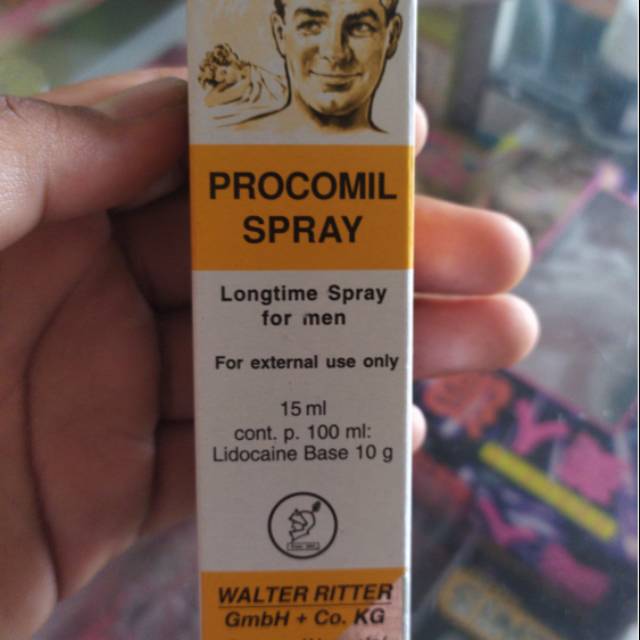 PROCOMIL
SPRAY
Longtime Spray
for men
For external use only
15 ml
cont. p. 100 ml:
Lidocaine Base 10 g
WALTER RITTER
GmbH + Co. KG